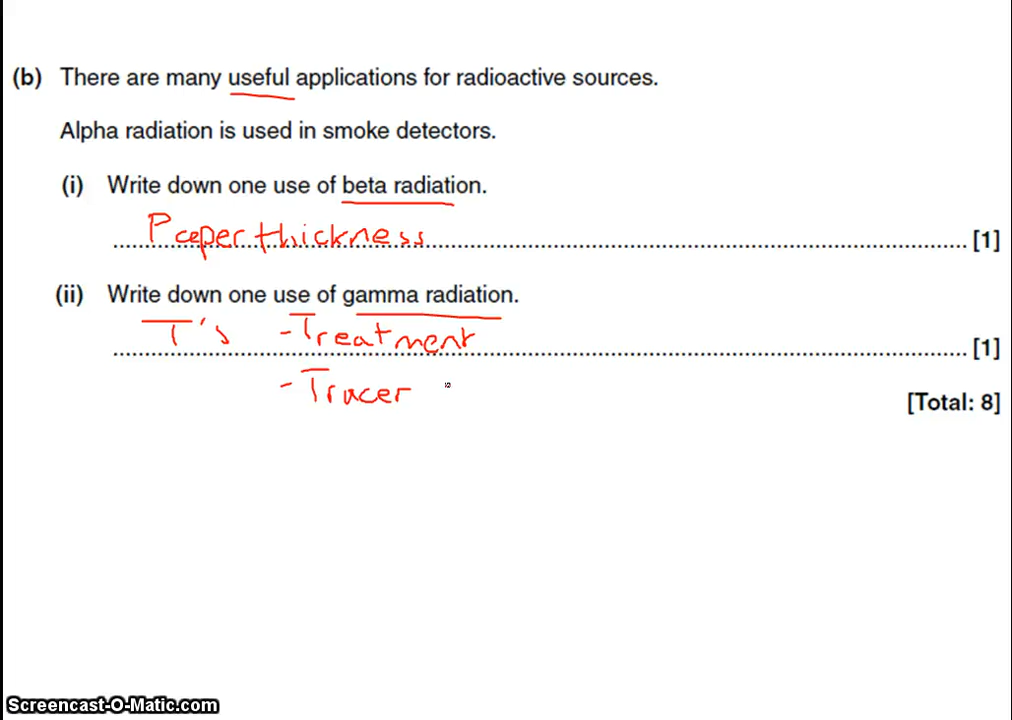 (b) There are many useful applications for radioactive sources.
Alpha radiation is used in smoke detectors.
(i) Write down one use of beta radiation.
Paper thickness [1]
(ii) Write down one use of gamma radiation.
T's - Treatment [1]
- Tracer
[Total: 8]
Screencast-O-Matic.com